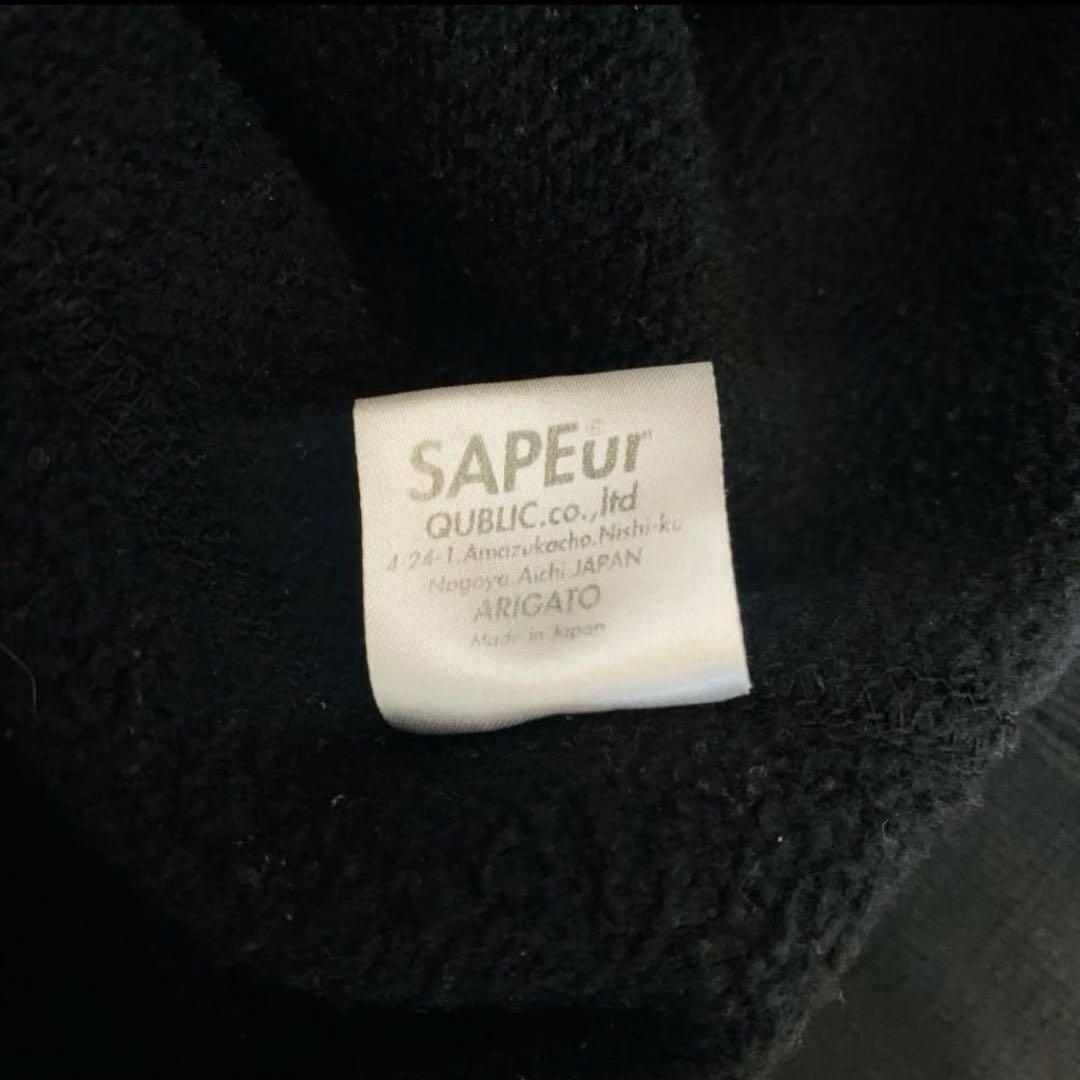 SAPEur
QUBLIC.co.,ltd
4-24-1.Amazukacho.Nishi-ku
Nagoya.Aichi.JAPAN
ARIGATO
Made in Japan